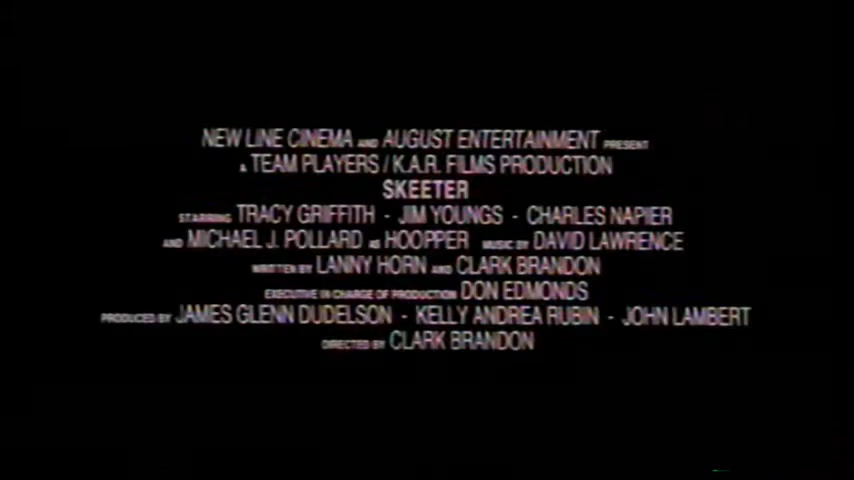 NEW LINE CINEMA AND AUGUST ENTERTAINMENT PRESENT
A TEAM PLAYERS / K.A.R. FILMS PRODUCTION
SKEETER
STARRING TRACY GRIFFITH - JIM YOUNGS - CHARLES NAPIER
AND MICHAEL J. POLLARD AS HOOPPER MUSIC BY DAVID LAWRENCE
WRITTEN BY LANNY HORN AND CLARK BRANDON
EXECUTIVE IN CHARGE OF PRODUCTION DON EDMONDS
PRODUCED BY JAMES GLENN DUDELSON - KELLY ANDREA RUBIN - JOHN LAMBERT
DIRECTED BY CLARK BRANDON